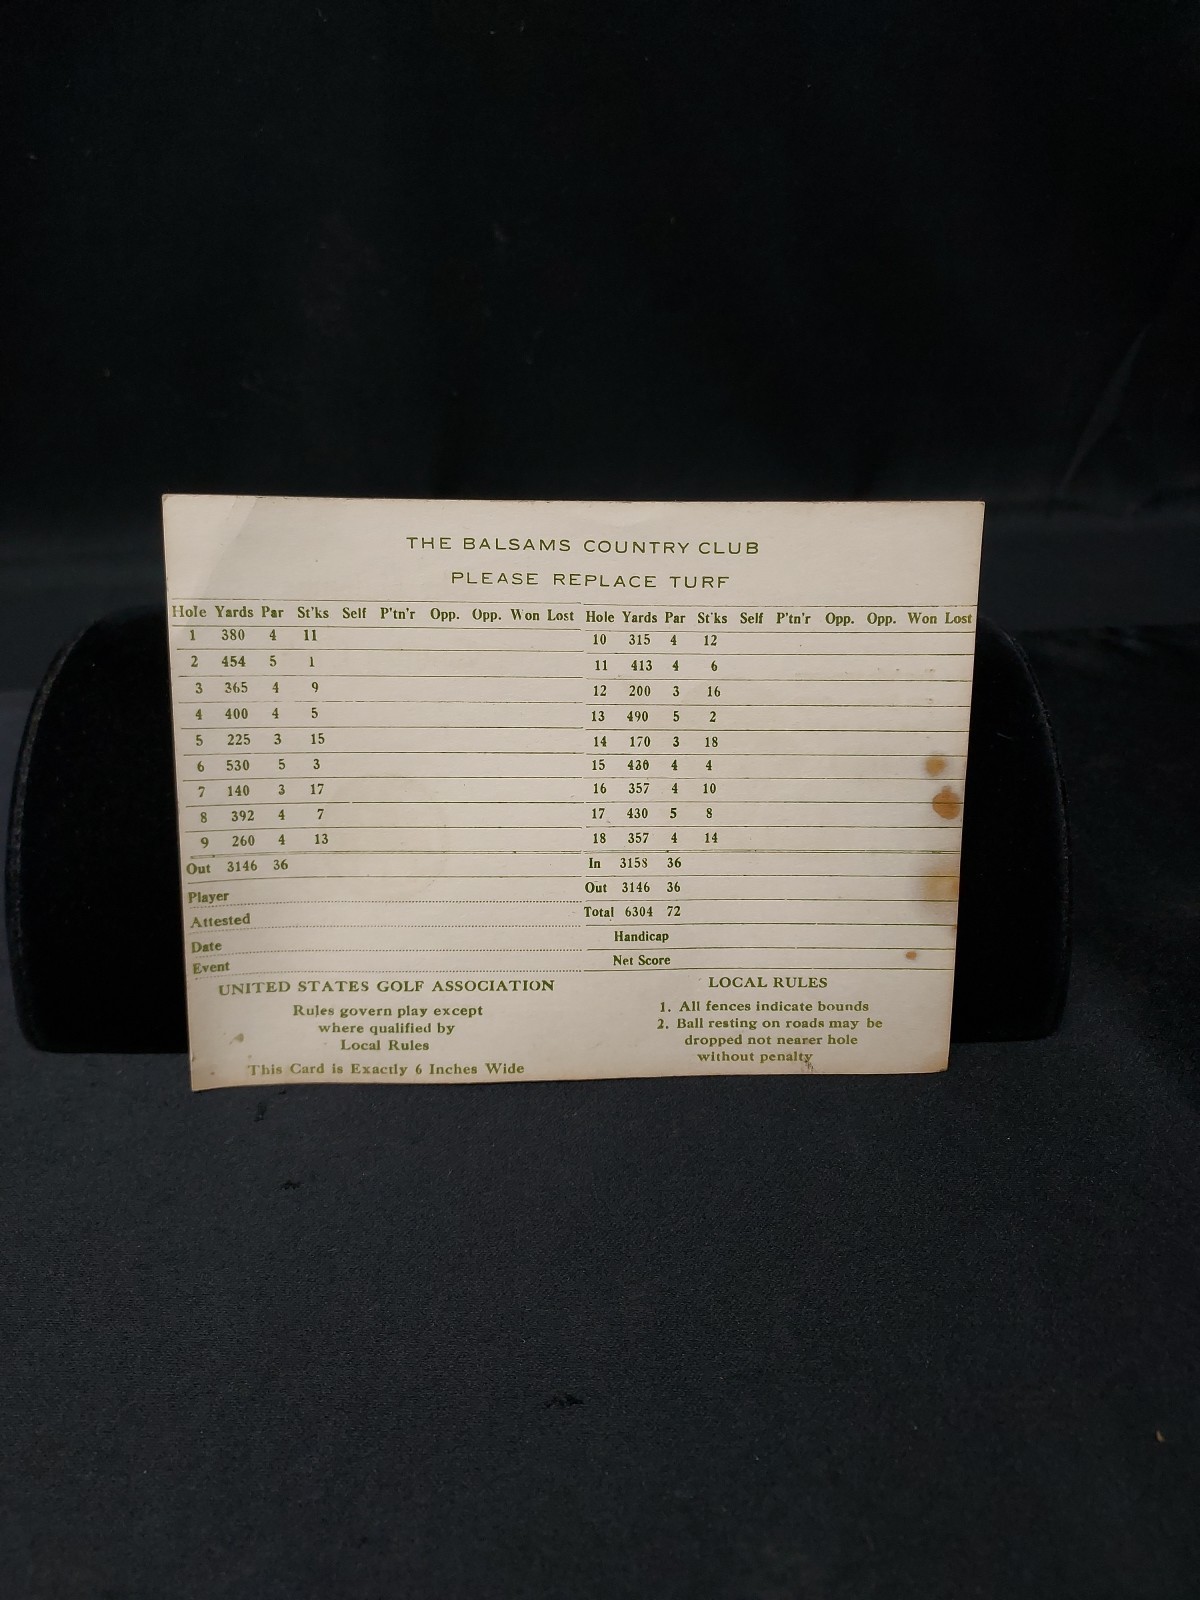 THE BALSAMS COUNTRY CLUB
PLEASE REPLACE TURF
Hole Yards Par St'ks Self P'tn'r Opp. Opp. Won Lost
1 380 4 11
2 454 5 1
3 365 4 9
4 400 4 5
5 225 3 15
6 530 5 3
7 140 3 17
8 392 4 7
9 260 4 13
Out 3146 36
Player
Attested
Date
Event
Hole Yards Par St'ks Self P'tn'r Opp. Opp. Won Lost
10 315 4 12
11 413 4 6
12 200 3 16
13 490 5 2
14 170 3 18
15 430 4 4
16 357 4 10
17 430 5 8
18 357 4 14
In 3158 36
Out 3146 36
Total 6304 72
Handicap
Net Score
UNITED STATES GOLF ASSOCIATION
Rules govern play except
where qualified by
Local Rules
This Card is Exactly 6 Inches Wide
LOCAL RULES
1. All fences indicate bounds
2. Ball resting on roads may be
dropped not nearer hole
without penalty